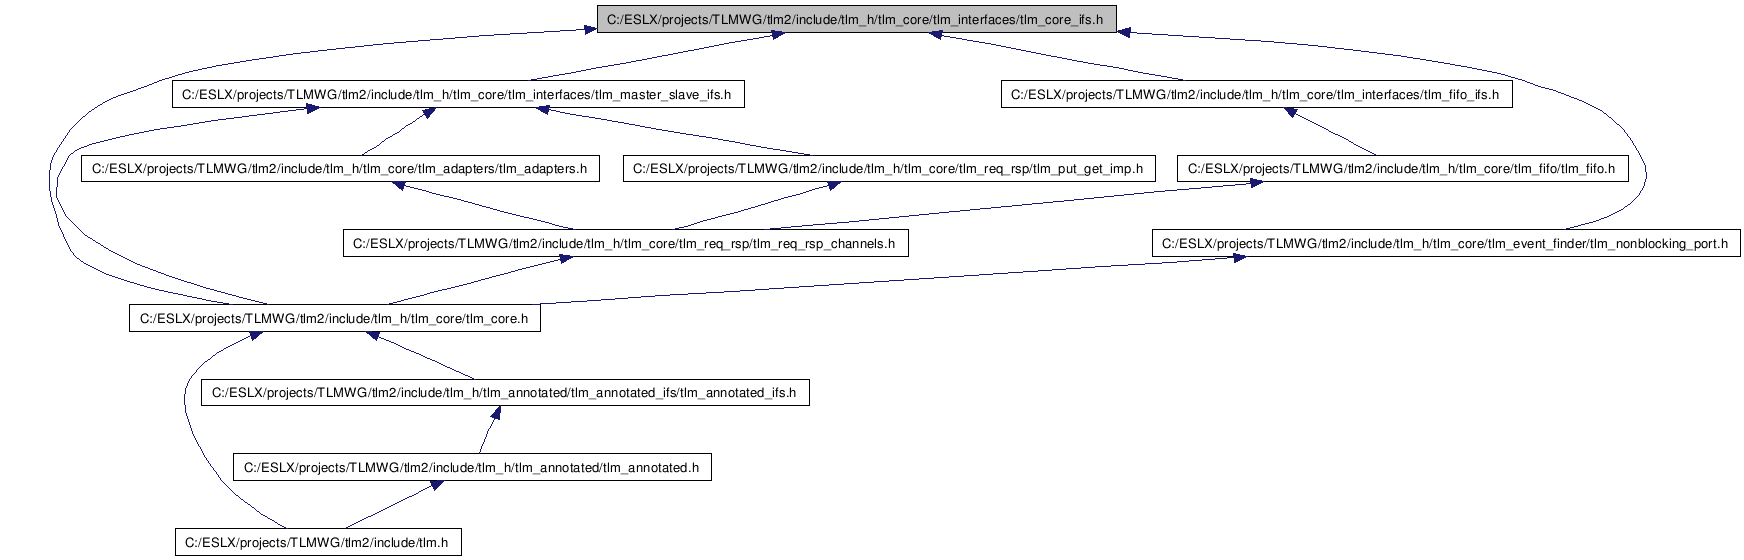 C:/ESLX/projects/TLMWG/tlm2/include/tlm_h/tlm_core/tlm_interfaces/tlm_core_ifs.h
C:/ESLX/projects/TLMWG/tlm2/include/tlm_h/tlm_core/tlm_interfaces/tlm_master_slave_ifs.h
C:/ESLX/projects/TLMWG/tlm2/include/tlm_h/tlm_core/tlm_interfaces/tlm_fifo_ifs.h
C:/ESLX/projects/TLMWG/tlm2/include/tlm_h/tlm_core/tlm_adapters/tlm_adapters.h
C:/ESLX/projects/TLMWG/tlm2/include/tlm_h/tlm_core/tlm_req_rsp/tlm_put_get_imp.h
C:/ESLX/projects/TLMWG/tlm2/include/tlm_h/tlm_core/tlm_fifo/tlm_fifo.h
C:/ESLX/projects/TLMWG/tlm2/include/tlm_h/tlm_core/tlm_req_rsp/tlm_req_rsp_channels.h
C:/ESLX/projects/TLMWG/tlm2/include/tlm_h/tlm_core/tlm_event_finder/tlm_nonblocking_port.h
C:/ESLX/projects/TLMWG/tlm2/include/tlm_h/tlm_core/tlm_core.h
C:/ESLX/projects/TLMWG/tlm2/include/tlm_h/tlm_annotated/tlm_annotated_ifs/tlm_annotated_ifs.h
C:/ESLX/projects/TLMWG/tlm2/include/tlm_h/tlm_annotated/tlm_annotated.h
C:/ESLX/projects/TLMWG/tlm2/include/tlm.h